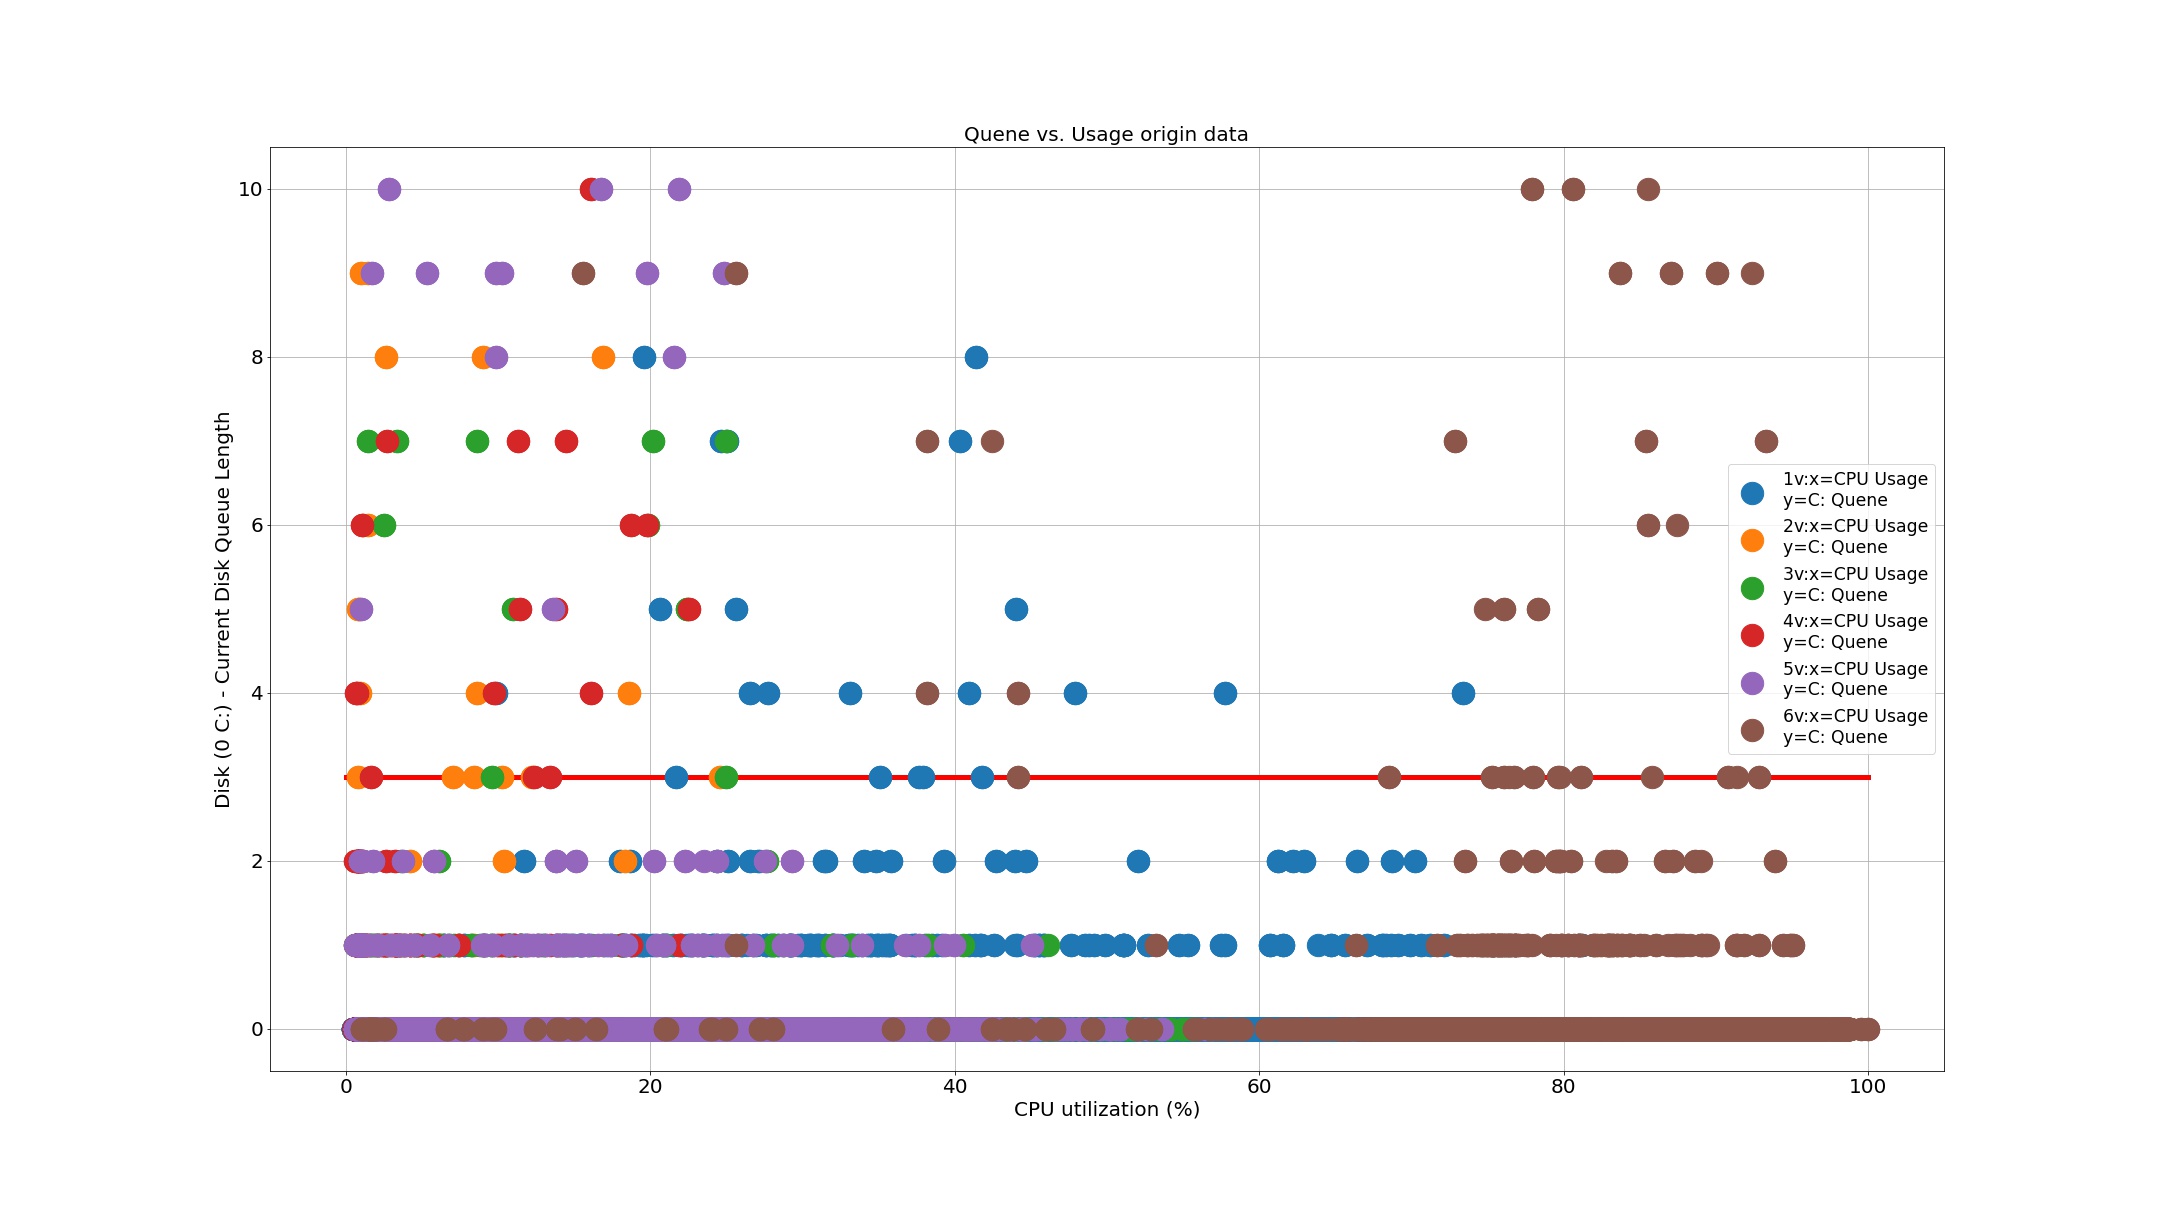 Quene vs. Usage origin data
Disk (0 C:) - Current Disk Queue Length
10
8
6
4
2
0
1v:x=CPU Usage
y=C: Quene
2v:x=CPU Usage
y=C: Quene
3v:x=CPU Usage
y=C: Quene
4v:x=CPU Usage
y=C: Quene
5v:x=CPU Usage
y=C: Quene
6v:x=CPU Usage
y=C: Quene
0 20 40 60 80 100
CPU utilization (%)